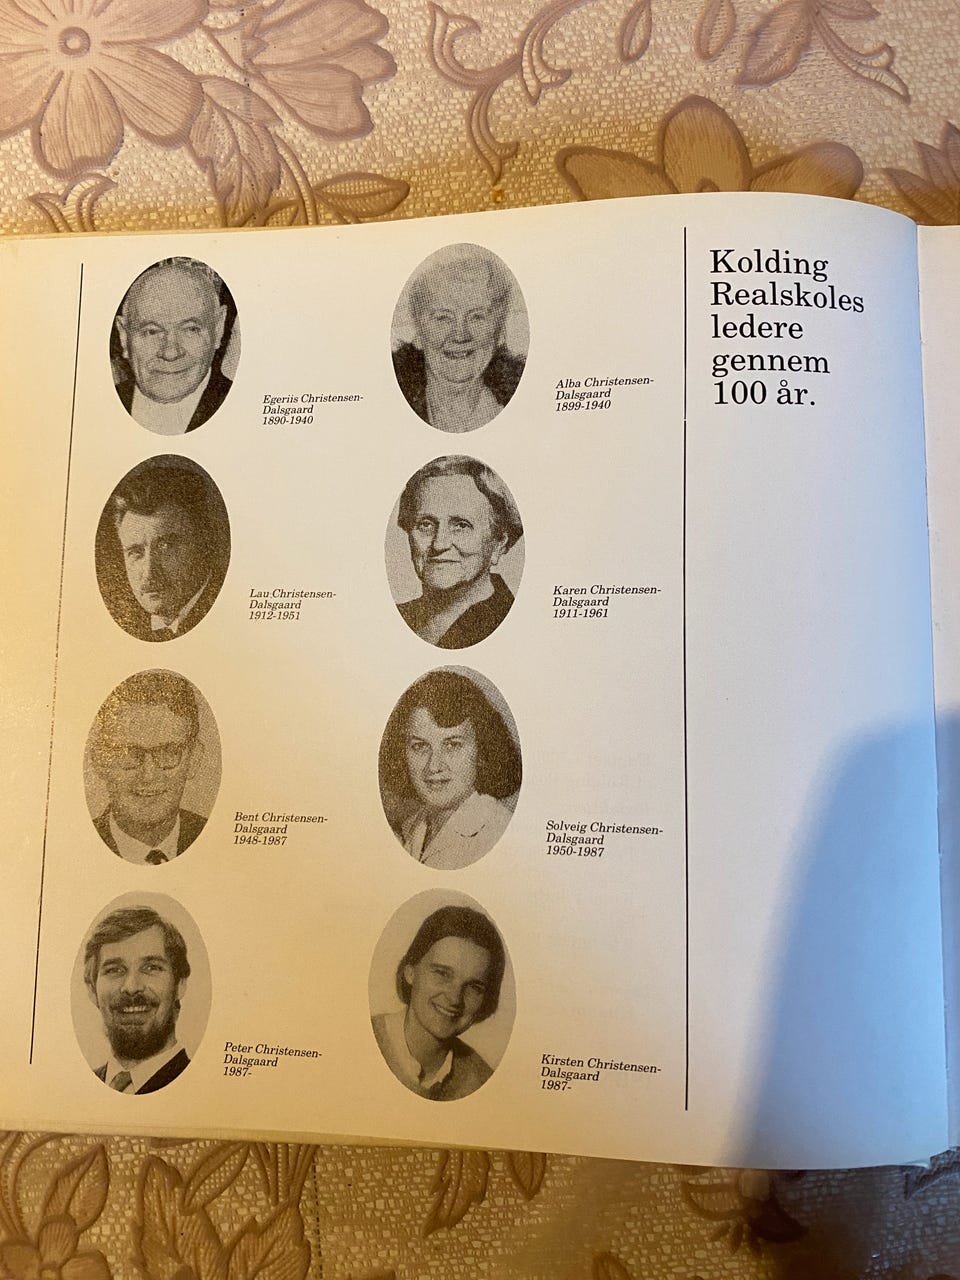 Kolding
Realskoles
ledere
gennem
100 år.
Egeriis Christensen-
Dalsgaard
1890-1940
Alba Christensen-
Dalsgaard
1899-1940
Lau Christensen-
Dalsgaard
1912-1951
Karen Christensen-
Dalsgaard
1911-1961
Bent Christensen-
Dalsgaard
1948-1987
Solveig Christensen-
Dalsgaard
1950-1987
Peter Christensen-
Dalsgaard
1987-
Kirsten Christensen-
Dalsgaard
1987-